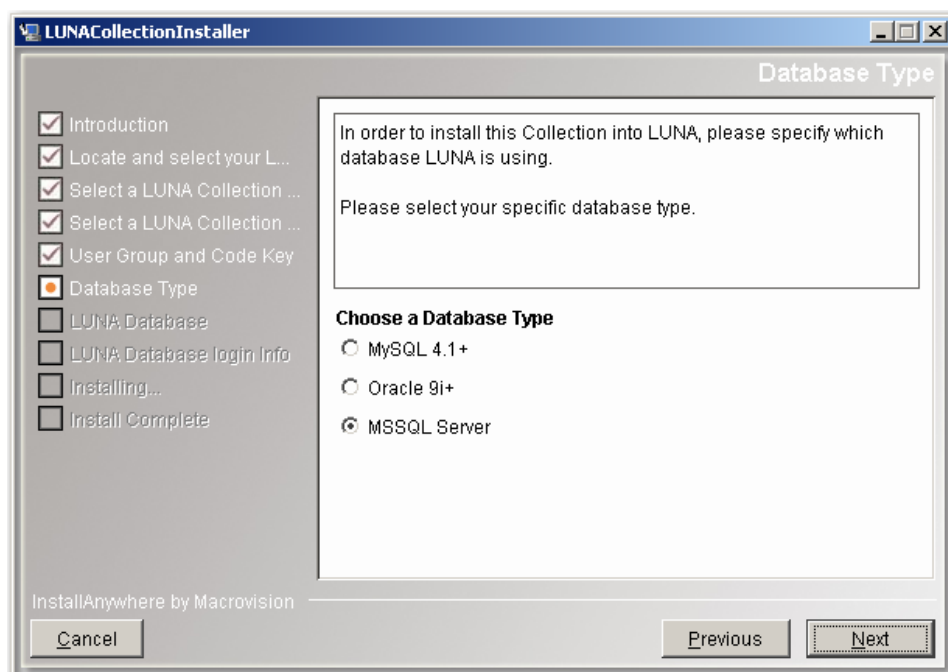 LUNACollectionInstaller
Database Type
Introduction
Locate and select your L...
Select a LUNA Collection ...
Select a LUNA Collection ...
User Group and Code Key
Database Type
LUNA Database
LUNA Database login Info
Installing...
Install Complete
In order to install this Collection into LUNA, please specify which
database LUNA is using.
Please select your specific database type.
Choose a Database Type
MySQL 4.1+
Oracle 9i+
MSSQL Server
InstallAnywhere by Macrovision
Cancel
Previous
Next